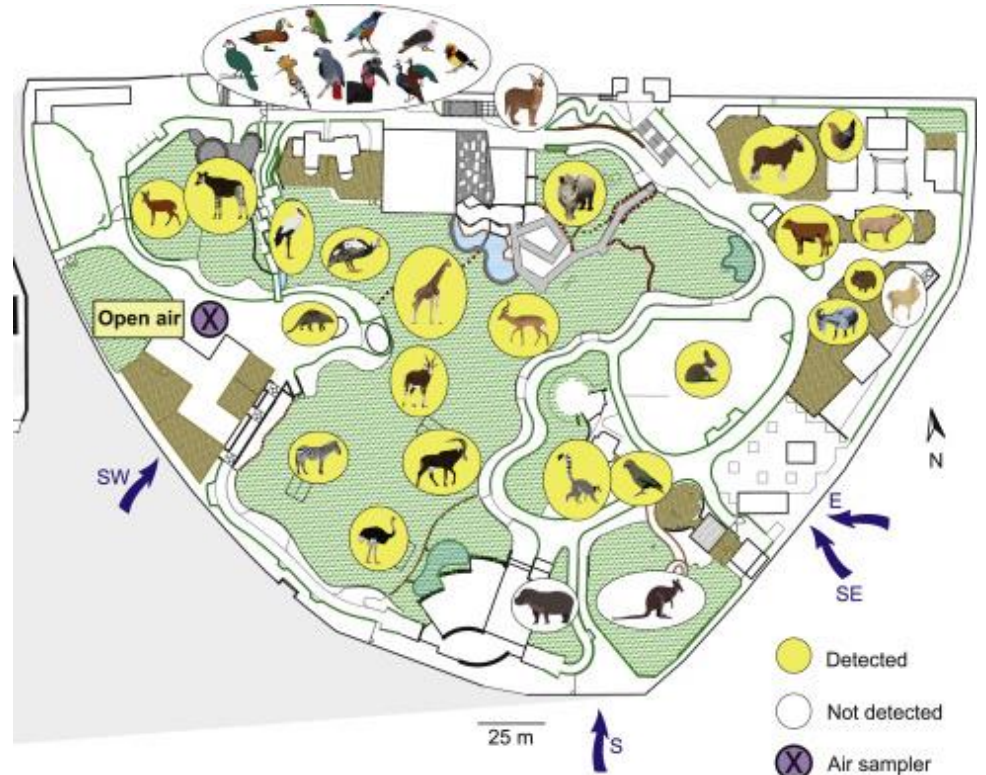 Open air
X
SW
N
E
SE
S
25 m
Detected
Not detected
X
Air sampler